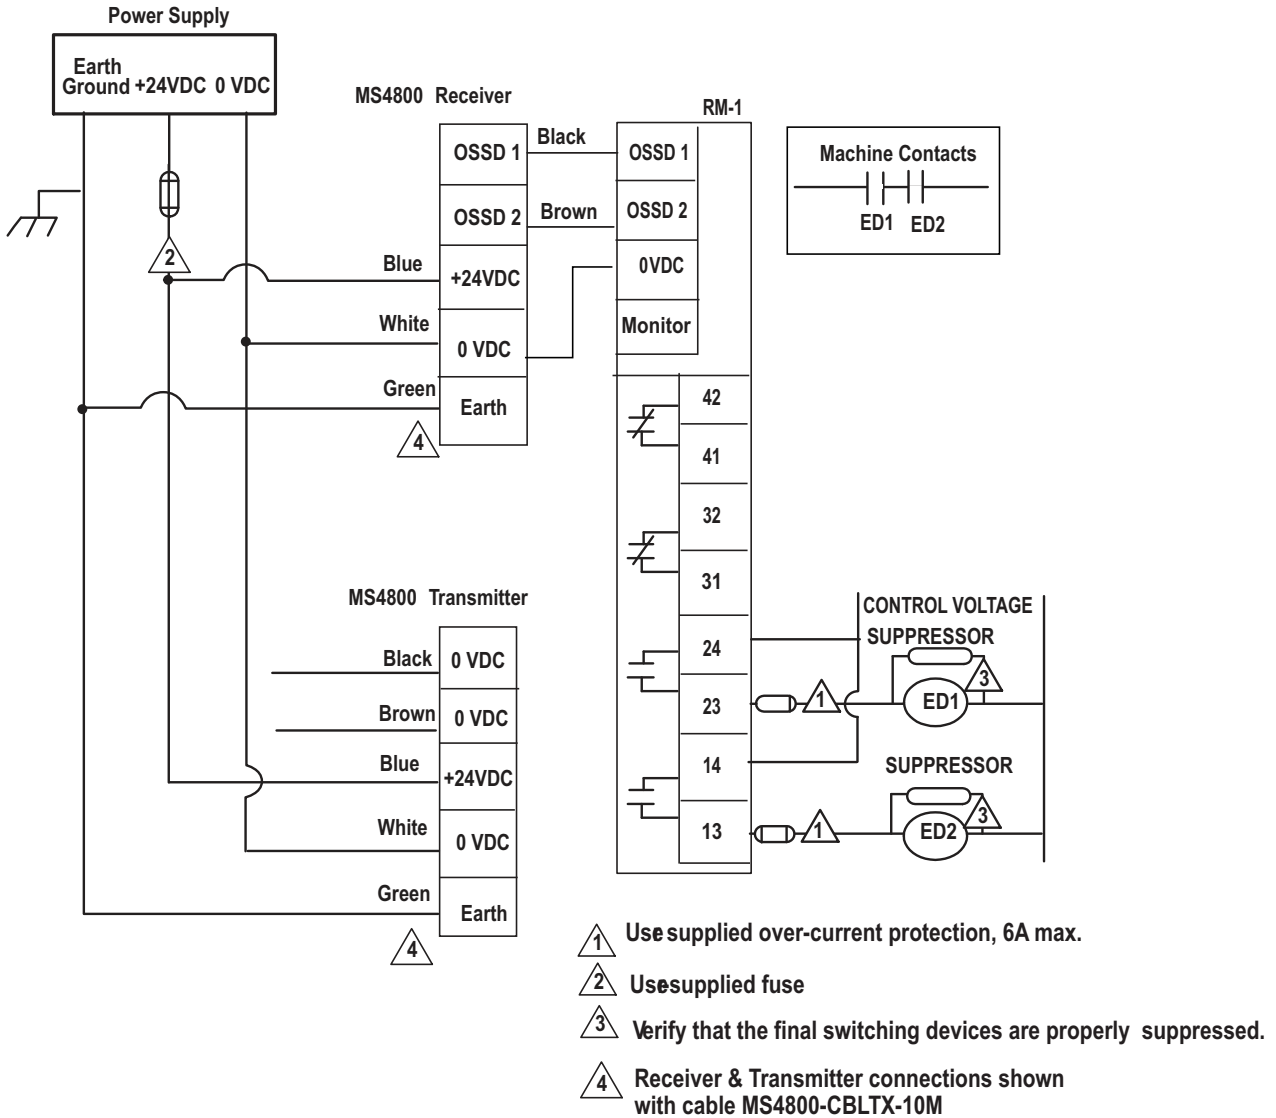 Power Supply
Earth
Ground +24VDC 0 VDC
MS4800 Receiver
OSSD 1
OSSD 2
+24VDC
0 VDC
Earth
Black
Brown
Blue
White
Green
4
2
RM-1
OSSD 1
OSSD 2
0VDC
Monitor
42
41
32
31
24
23
14
13
Machine Contacts
ED1 ED2
MS4800 Transmitter
Black 0 VDC
Brown 0 VDC
Blue +24VDC
White 0 VDC
Green Earth
4
CONTROL VOLTAGE
SUPPRESSOR
1 ED1 3
SUPPRESSOR
1 ED2 3
1 User supplied over-current protection, 6A max.
2 User supplied fuse
3 Verify that the final switching devices are properly suppressed.
4 Receiver & Transmitter connections shown
with cable MS4800-CBLTX-10M